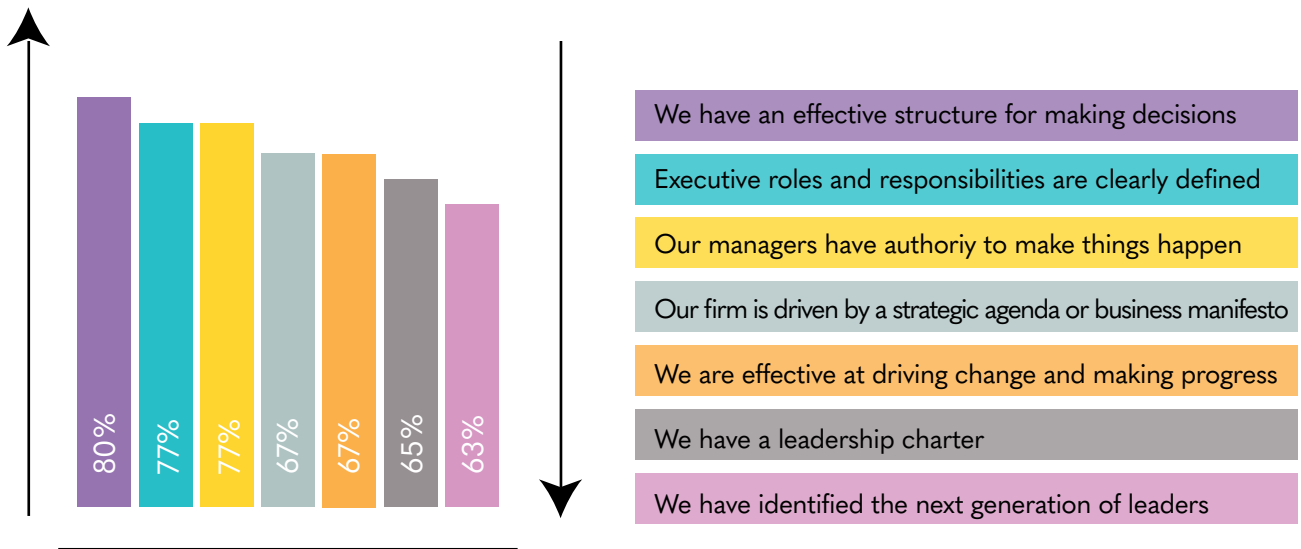 80%
77%
77%
67%
67%
65%
63%
We have an effective structure for making decisions
Executive roles and responsibilities are clearly defined
Our managers have authoriy to make things happen
Our firm is driven by a strategic agenda or business manifesto
We are effective at driving change and making progress
We have a leadership charter
We have identified the next generation of leaders